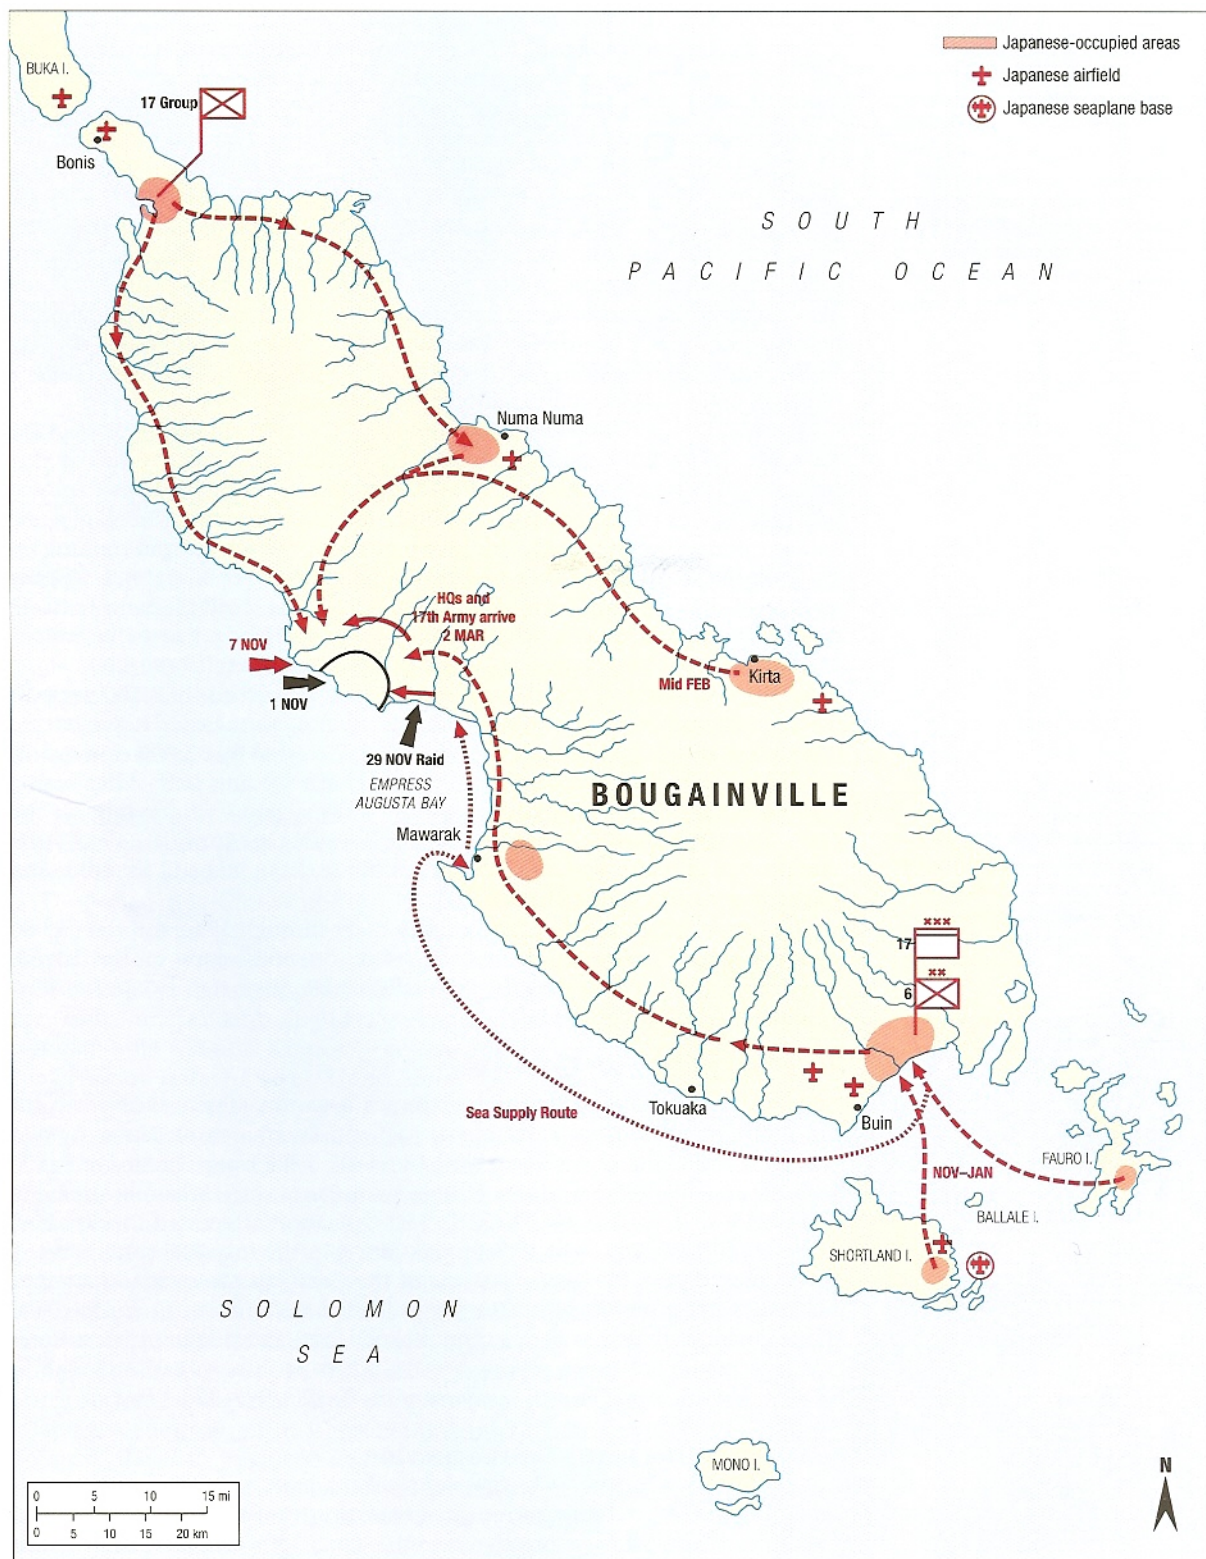 Japanese-occupied areas
Japanese airfield
Japanese seaplane base
BUKA I.
17 Group
Bonis
SOUTH
PACIFIC OCEAN
Numa Numa
HQs and
17th Army arrive
2 MAR
7 NOV
1 NOV
Mid FEB
Kirta
29 NOV Raid
EMPRESS
AUGUSTA BAY
BOUGAINVILLE
Mawarak
xxx
17
xx
6
Sea Supply Route
Tokuaka
Buin
NOV–JAN
FAURO I.
BALLALE I.
SHORTLAND I.
SOLOMON
SEA
MONO I.
N
0 5 10 15 mi
0 5 10 15 20 km